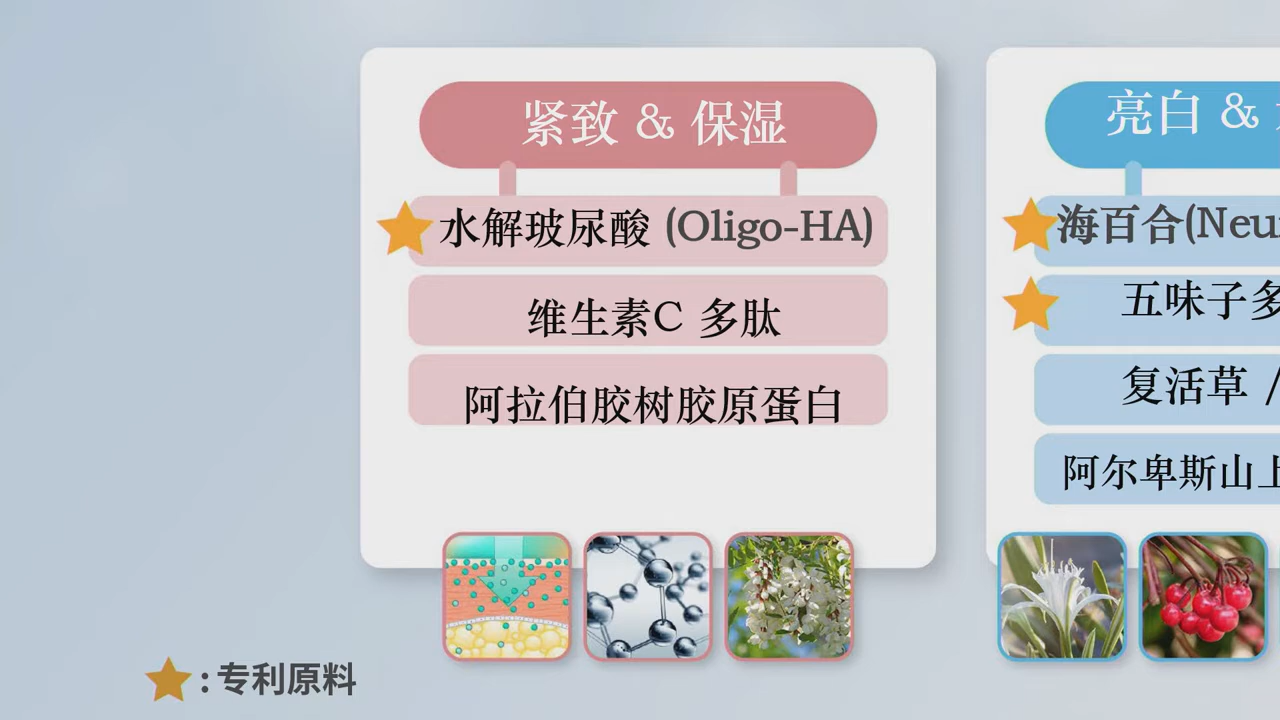 紧致 & 保湿
水解玻尿酸 (Oligo-HA)
维生素C 多肽
阿拉伯胶树胶原蛋白
亮白 &
海百合(Neu
五味子多
复活草 /
阿尔卑斯山上
: 专利原料